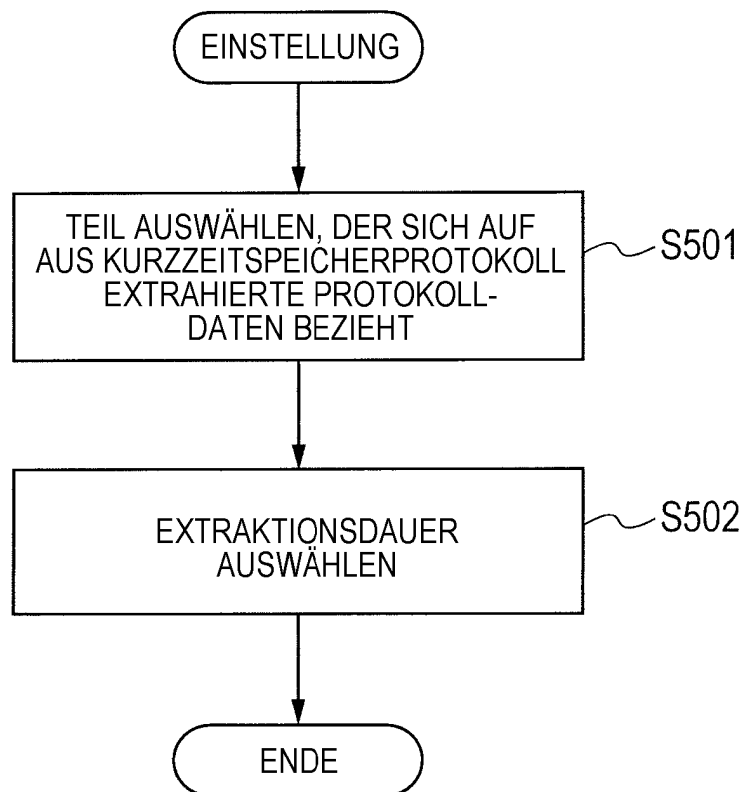 EINSTELLUNG
TEIL AUSWÄHLEN, DER SICH AUF
AUS KURZZEITSPEICHERPROTOKOLL
EXTRAHIERTE PROTOKOLL-
DATEN BEZIEHT
S501
EXTRAKTIONSDAUER
AUSWÄHLEN
S502
ENDE